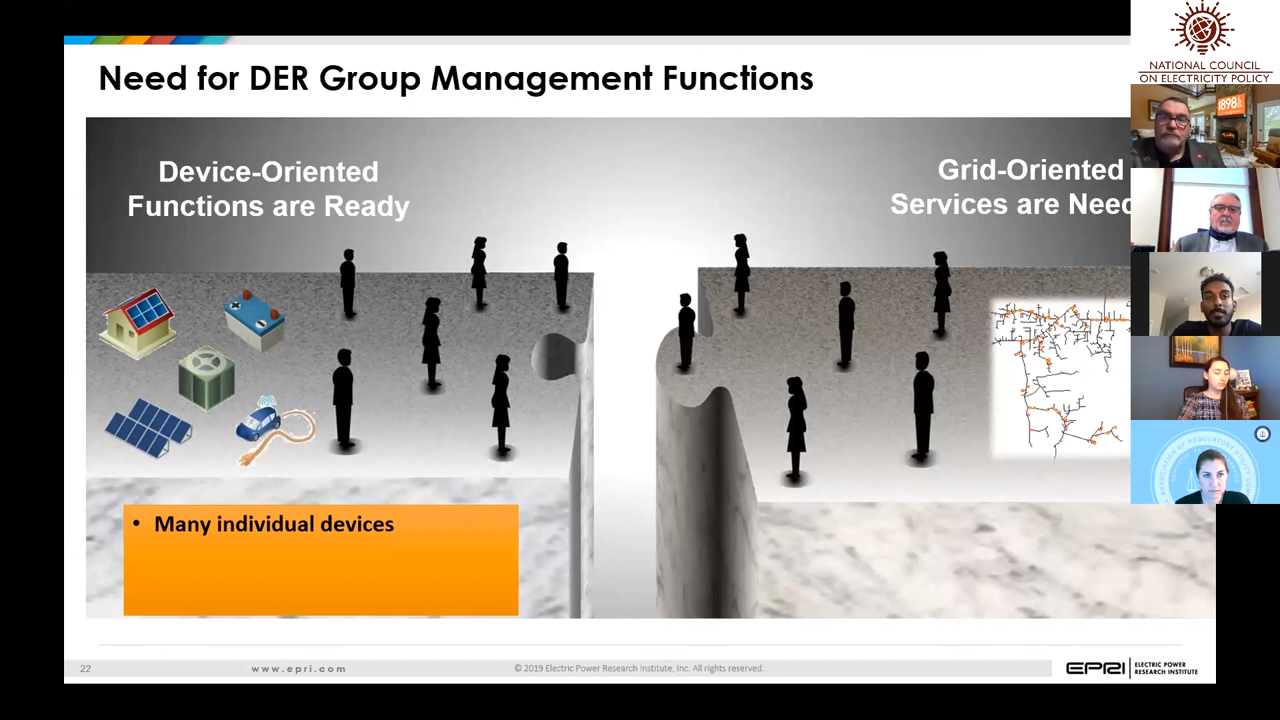 Need for DER Group Management Functions
NATIONAL COUNCIL
ON ELECTRICITY POLICY
1898
Device-Oriented
Functions are Ready
Grid-Oriented
Services are Need
• Many individual devices
22
www.epri.com
© 2019 Electric Power Research Institute, Inc. All rights reserved.
EPRI
ELECTRIC POWER
RESEARCH INSTITUTE